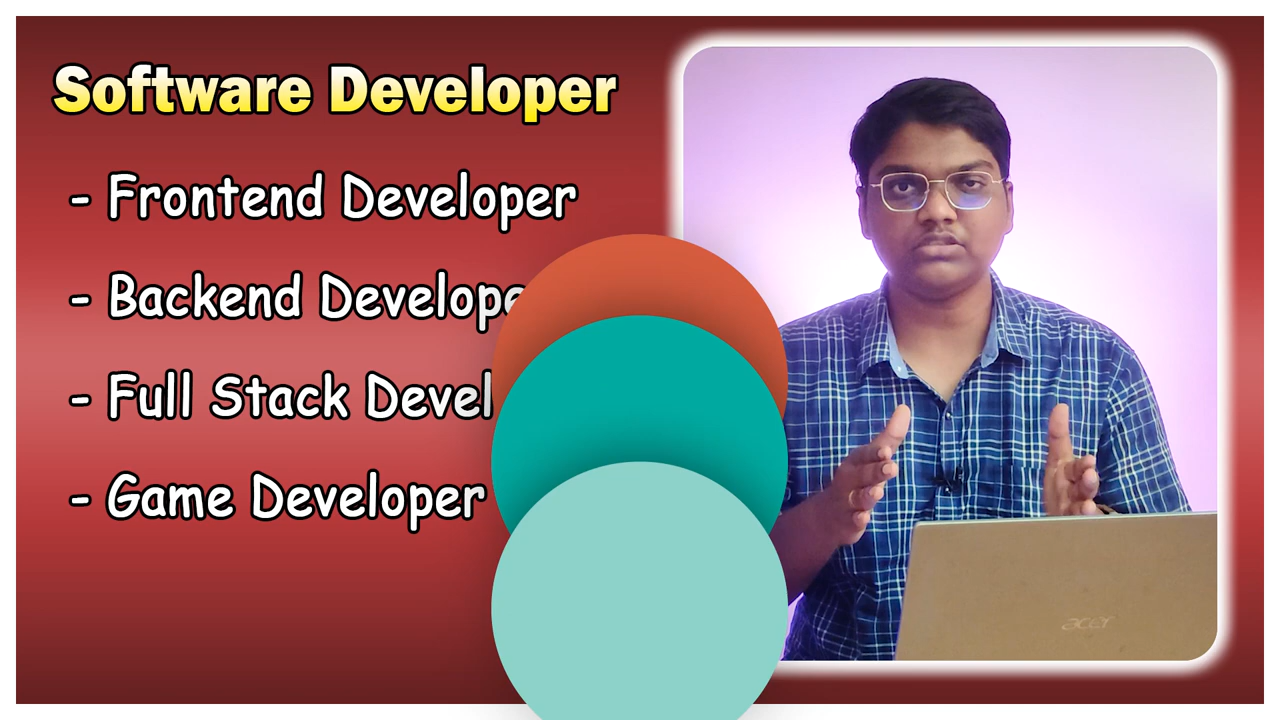 Software Developer
- Frontend Developer
- Backend Develope
- Full Stack Devel
- Game Developer
acer